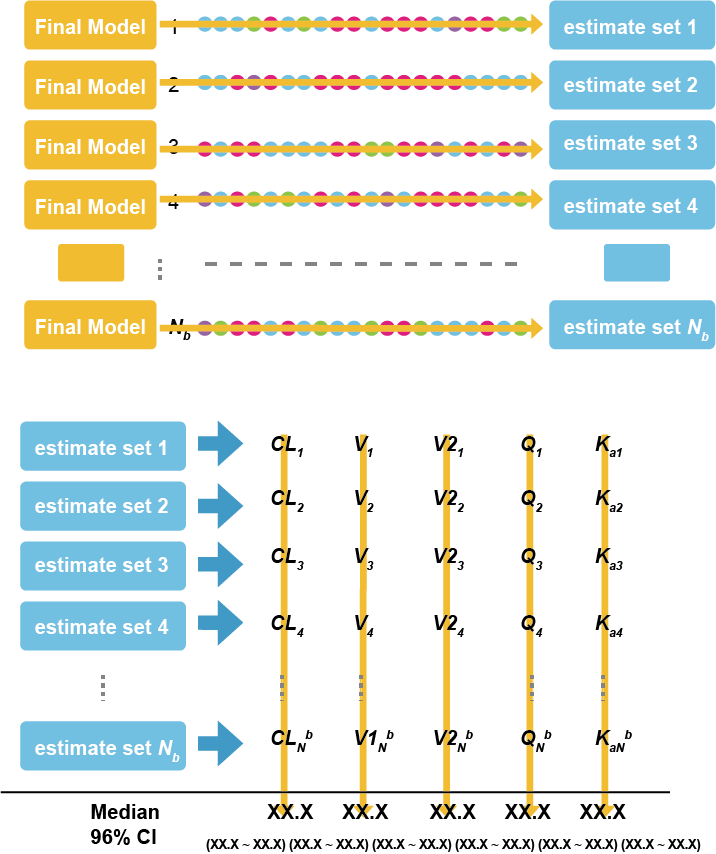 Final Model 1 estimate set 1
Final Model 2 estimate set 2
Final Model 3 estimate set 3
Final Model 4 estimate set 4
Final Model Nb estimate set Nb
estimate set 1 CL1 V1 V21 Q1 Ka1
estimate set 2 CL2 V2 V22 Q2 Ka2
estimate set 3 CL3 V3 V23 Q3 Ka3
estimate set 4 CL4 V4 V24 Q4 Ka4
estimate set Nb CLNb V1Nb V2Nb QNb KaNb
Median XX.X XX.X XX.X XX.X XX.X
96% CI (XX.X ~ XX.X) (XX.X ~ XX.X) (XX.X ~ XX.X) (XX.X ~ XX.X) (XX.X ~ XX.X) (XX.X ~ XX.X)